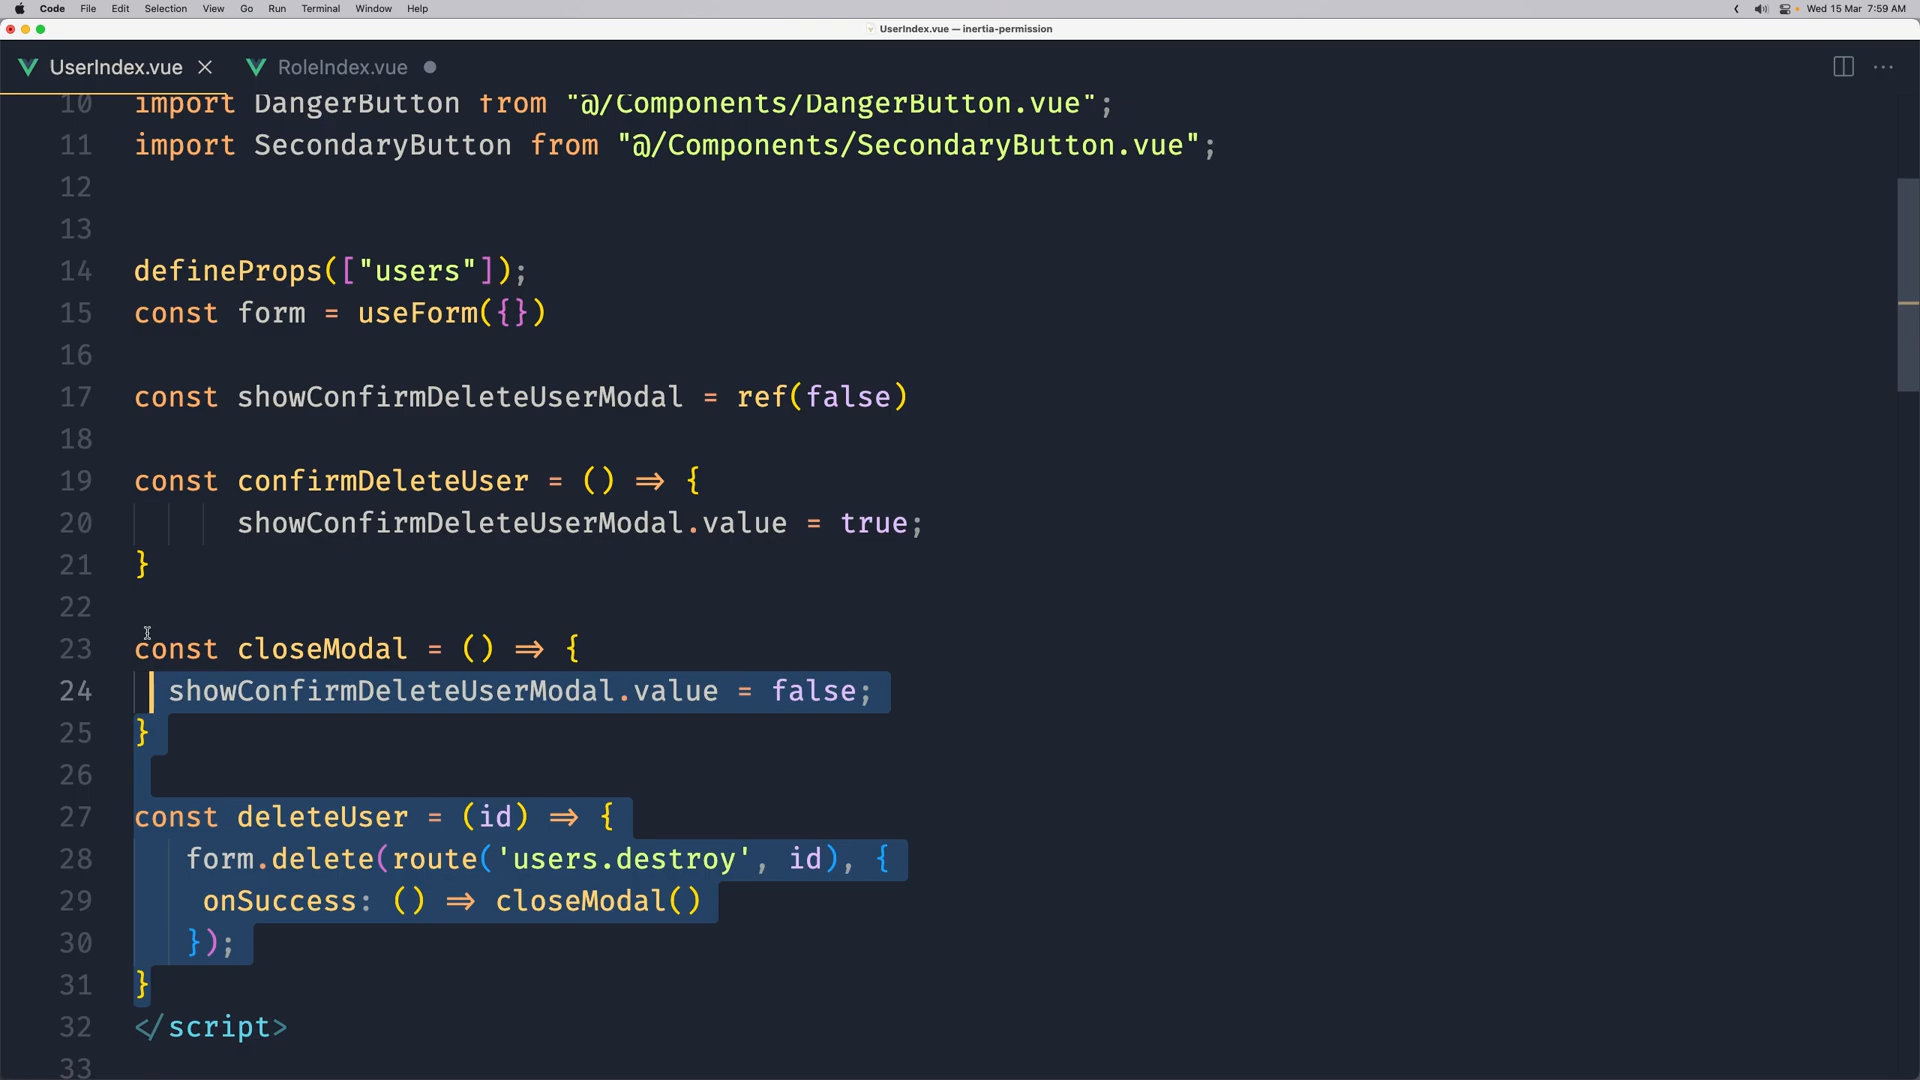 Code File Edit Selection View Go Run Terminal Window Help Wed 15 Mar 7:59 AM
UserIndex.vue — inertia-permission
UserIndex.vue RoleIndex.vue
10 import DangerButton from "@/Components/DangerButton.vue";
11 import SecondaryButton from "@/Components/SecondaryButton.vue";
12
13
14 defineProps(["users"]);
15 const form = useForm({})
16
17 const showConfirmDeleteUserModal = ref(false)
18
19 const confirmDeleteUser = () => {
20 showConfirmDeleteUserModal.value = true;
21 }
22
23 const closeModal = () => {
24 showConfirmDeleteUserModal.value = false;
25 }
26
27 const deleteUser = (id) => {
28 form.delete(route('users.destroy', id), {
29 onSuccess: () => closeModal()
30 });
31 }
32 </script>
33